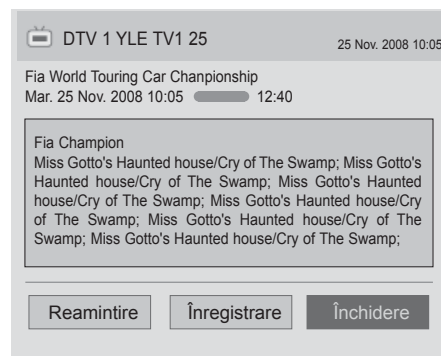 DTV 1 YLE TV1 25
25 Nov. 2008 10:05
Fia World Touring Car Chanpionship
Mar. 25 Nov. 2008 10:05 12:40
Fia Champion
Miss Gotto's Haunted house/Cry of The Swamp; Miss Gotto's
Haunted house/Cry of The Swamp; Miss Gotto's Haunted
house/Cry of The Swamp; Miss Gotto's Haunted house/Cry
of The Swamp; Miss Gotto's Haunted house/Cry of The
Swamp; Miss Gotto's Haunted house/Cry of The Swamp;
Reamintire
Înregistrare
Închidere